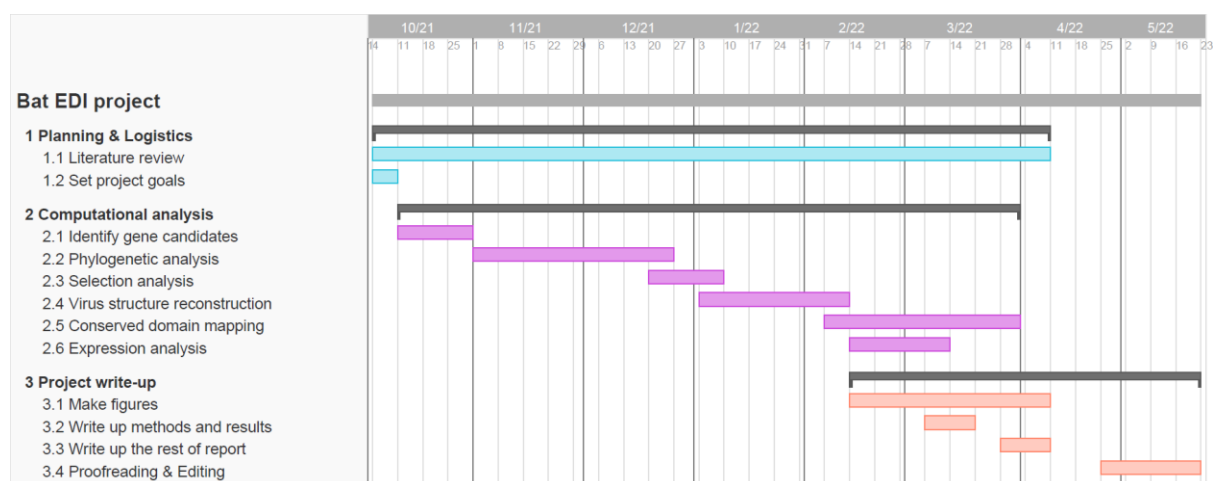 10/21 11/21 12/21 1/22 2/22 3/22 4/22 5/22
4 11 18 25 1 8 15 22 29 6 13 20 27 3 10 17 24 31 7 14 21 28 7 14 21 28 4 11 18 25 2 9 16 23
Bat EDI project
1 Planning & Logistics
1.1 Literature review
1.2 Set project goals
2 Computational analysis
2.1 Identify gene candidates
2.2 Phylogenetic analysis
2.3 Selection analysis
2.4 Virus structure reconstruction
2.5 Conserved domain mapping
2.6 Expression analysis
3 Project write-up
3.1 Make figures
3.2 Write up methods and results
3.3 Write up the rest of report
3.4 Proofreading & Editing